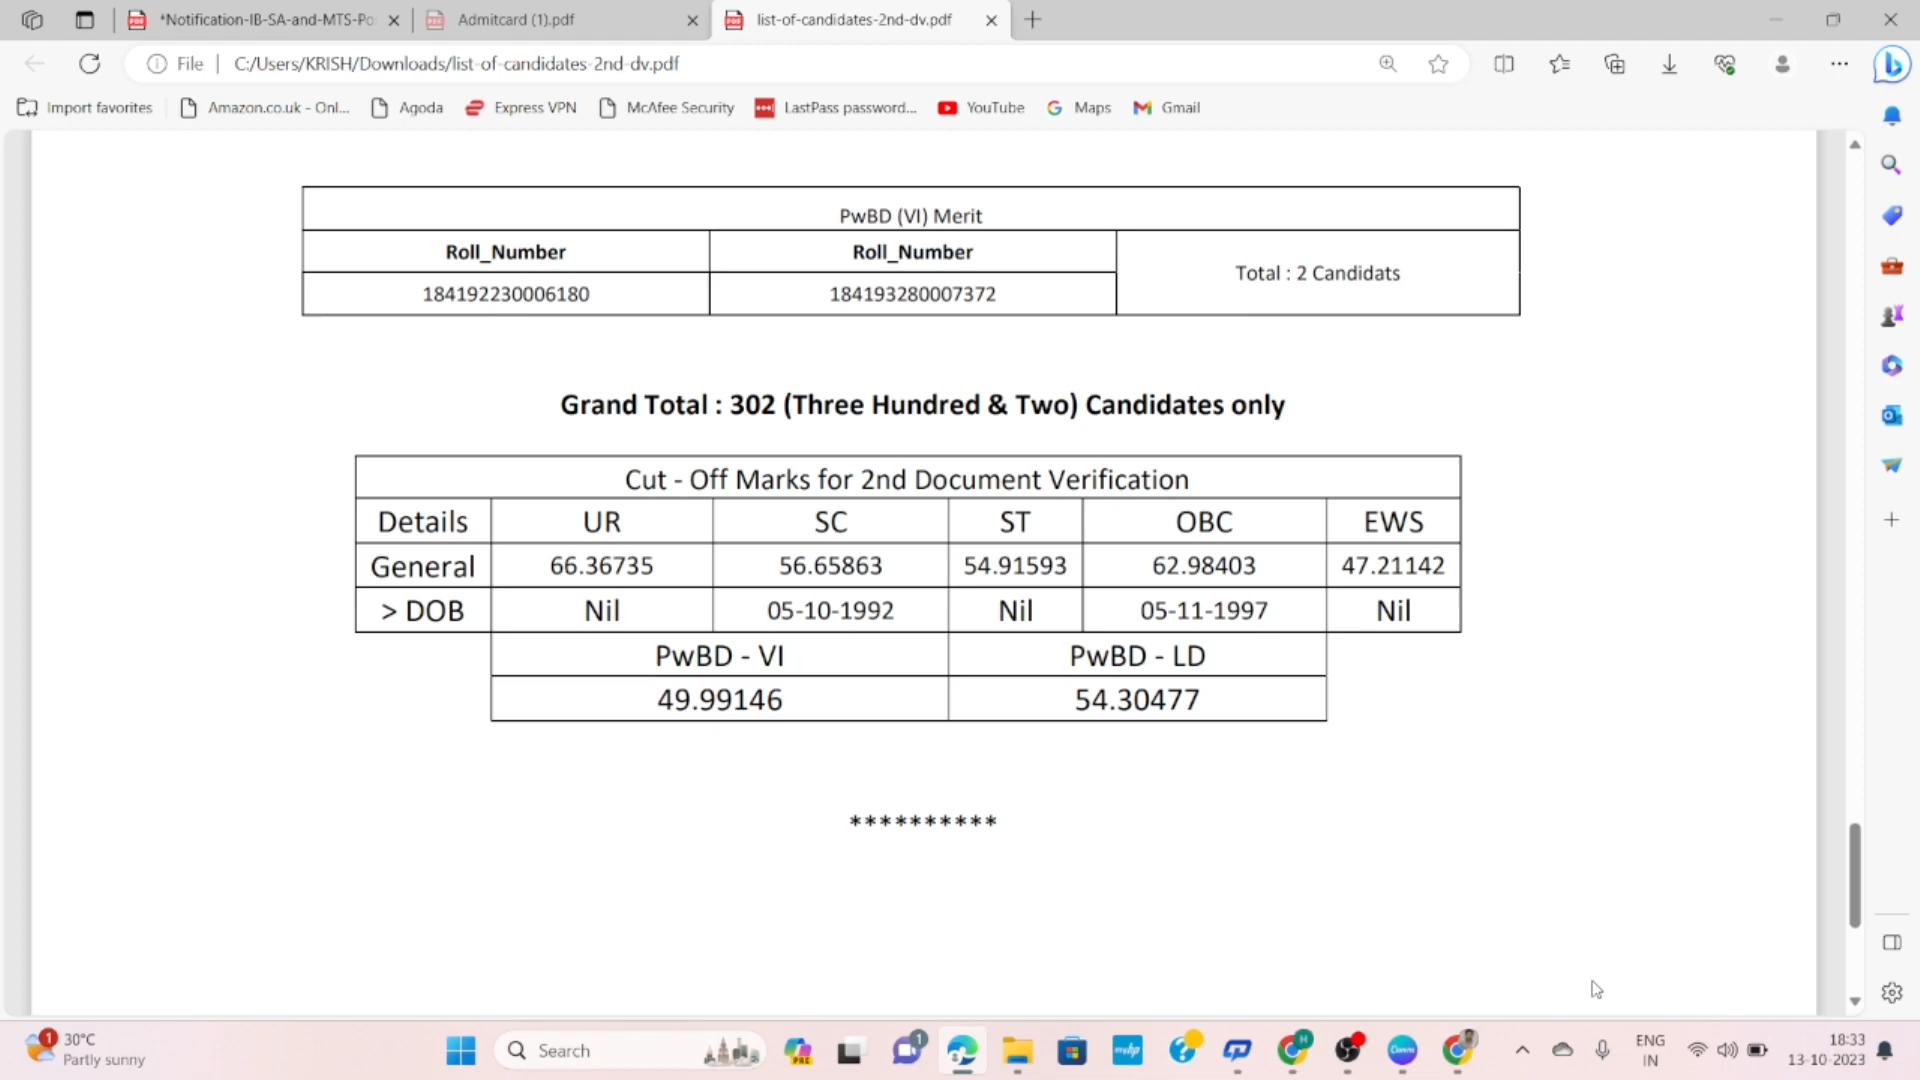 *Notification-IB-SA-and-MTS-Po
Admitcard (1).pdf
list-of-candidates-2nd-dv.pdf
File
C:/Users/KRISH/Downloads/list-of-candidates-2nd-dv.pdf
Import favorites
Amazon.co.uk - Onl...
Agoda
Express VPN
McAfee Security
LastPass password...
YouTube
Maps
Gmail
PwBD (VI) Merit
Roll_Number Roll_Number
Total : 2 Candidats
184192230006180 184193280007372
Grand Total : 302 (Three Hundred & Two) Candidates only
Cut - Off Marks for 2nd Document Verification
Details UR SC ST OBC EWS
General 66.36735 56.65863 54.91593 62.98403 47.21142
> DOB Nil 05-10-1992 Nil 05-11-1997 Nil
PwBD - VI PwBD - LD
49.99146 54.30477
**********
1
30°C
Partly sunny
Search
PRE
1
myhp
H
ENG
IN
18:33
13-10-2023